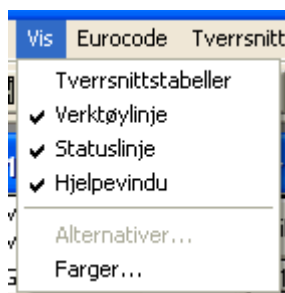 Vis Eurocode Tverrsnitt
Tverrsnittstabeller
Verktøylinje
Statuslinje
Hjelpevindu
Alternativer...
Farger...